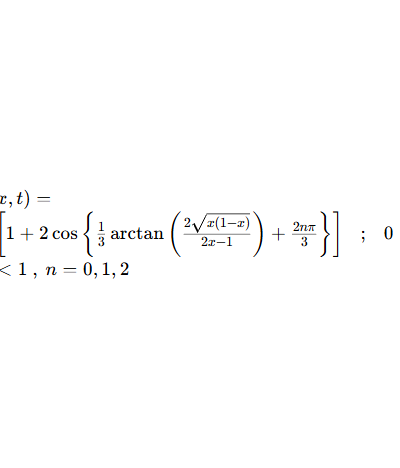 x, t) =
[1 + 2 cos { 1/3 arctan ( 2√x(1−x) / 2x−1 ) + 2nπ/3 }] ; 0
< 1 , n = 0, 1, 2